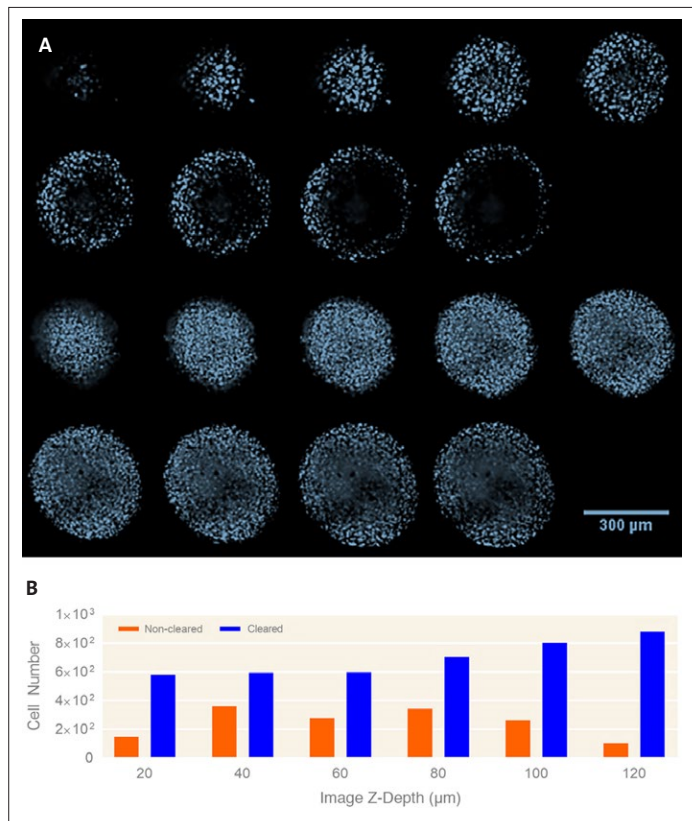 A
300 µm
B
Non-cleared Cleared
1×10³
8×10²
6×10²
4×10²
2×10²
0
Cell Number
20 40 60 80 100 120
Image Z-Depth (µm)